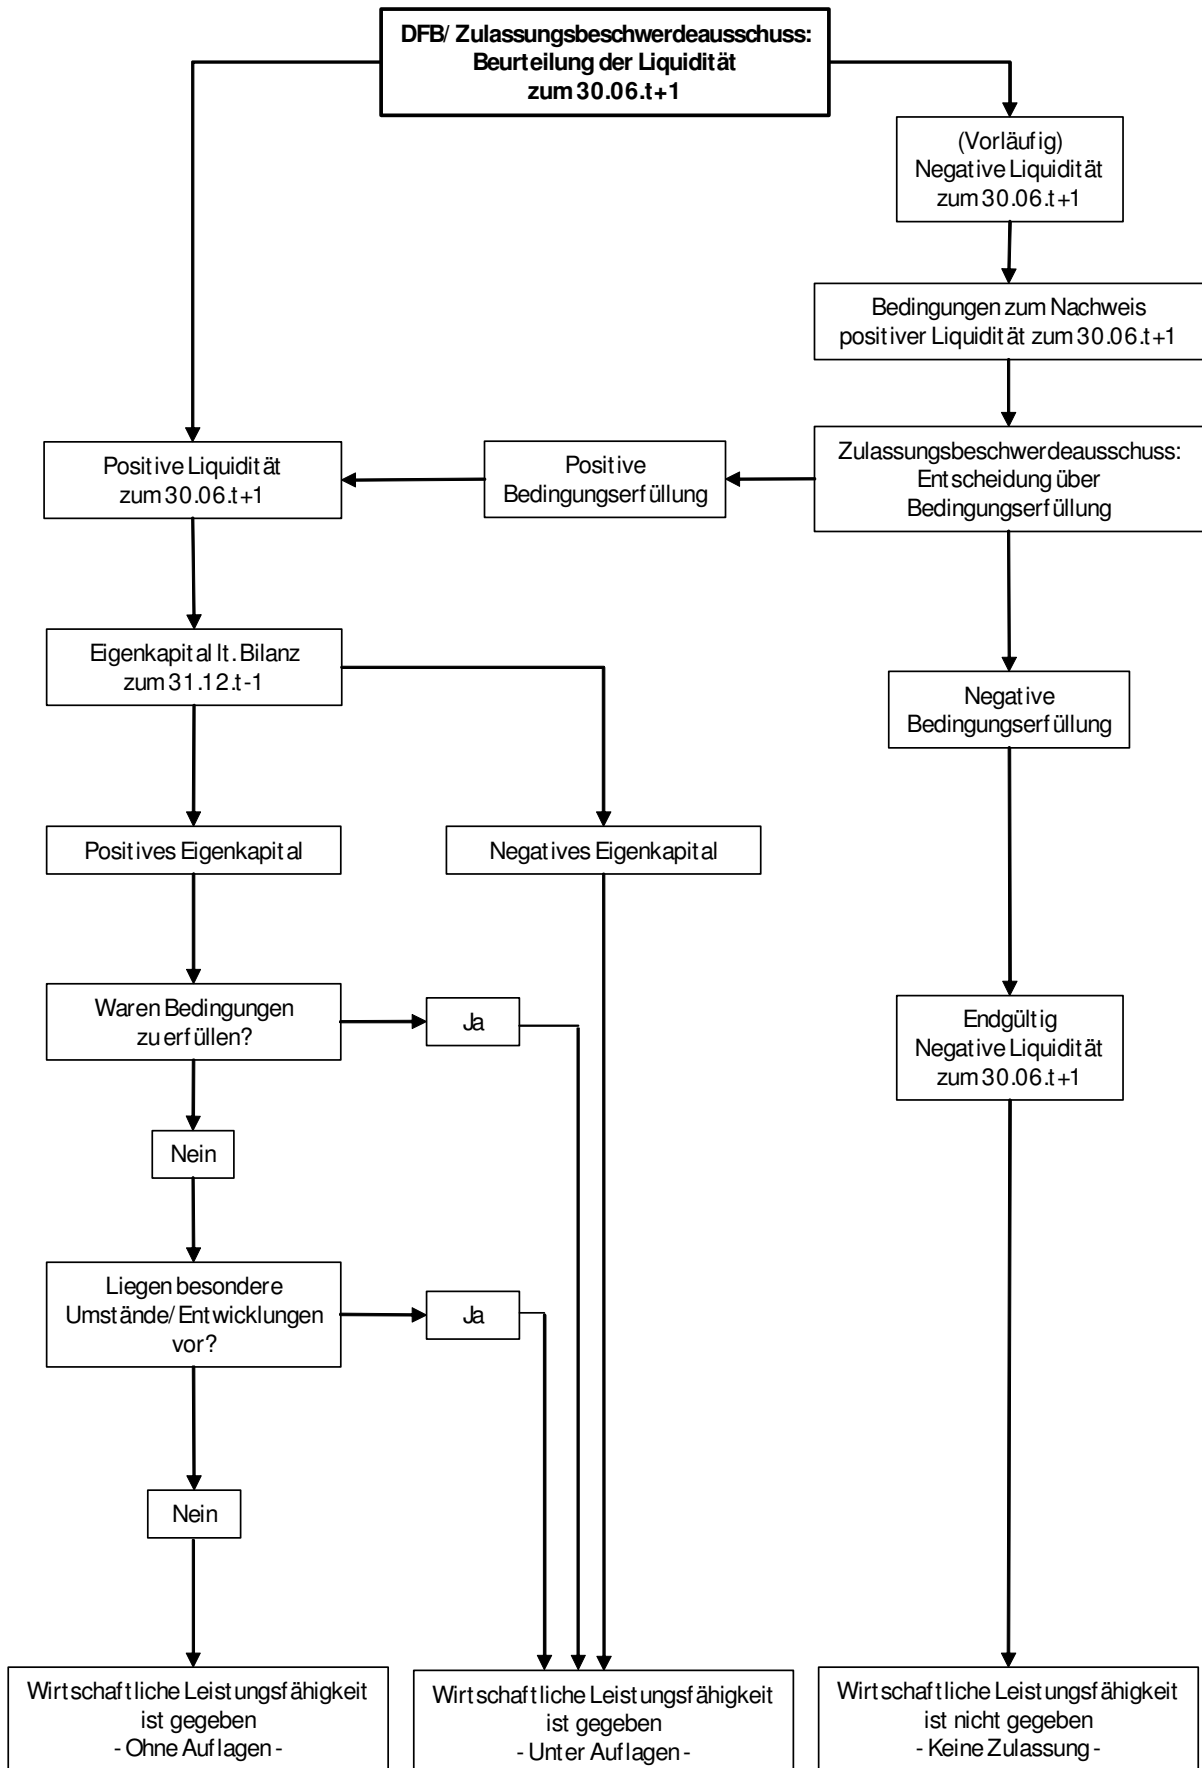 DFB/ Zulassungsbeschwerdeausschuss:
Beurteilung der Liquidität
zum 30.06.t+1
(Vorläufig)
Negative Liquidität
zum 30.06.t+1
Bedingungen zum Nachweis
positiver Liquidität zum 30.06.t+1
Positive Liquidität
zum 30.06.t+1
Positive
Bedingungserfüllung
Zulassungsbeschwerdeausschuss:
Entscheidung über
Bedingungserfüllung
Eigenkapital lt. Bilanz
zum 31.12.t-1
Negative
Bedingungserfüllung
Positives Eigenkapital
Negatives Eigenkapital
Waren Bedingungen
zu erfüllen?
Ja
Endgültig
Negative Liquidität
zum 30.06.t+1
Nein
Liegen besondere
Umstände/ Entwicklungen
vor?
Ja
Nein
Wirtschaftliche Leistungsfähigkeit
ist gegeben
- Ohne Auflagen -
Wirtschaftliche Leistungsfähigkeit
ist gegeben
- Unter Auflagen -
Wirtschaftliche Leistungsfähigkeit
ist nicht gegeben
- Keine Zulassung -